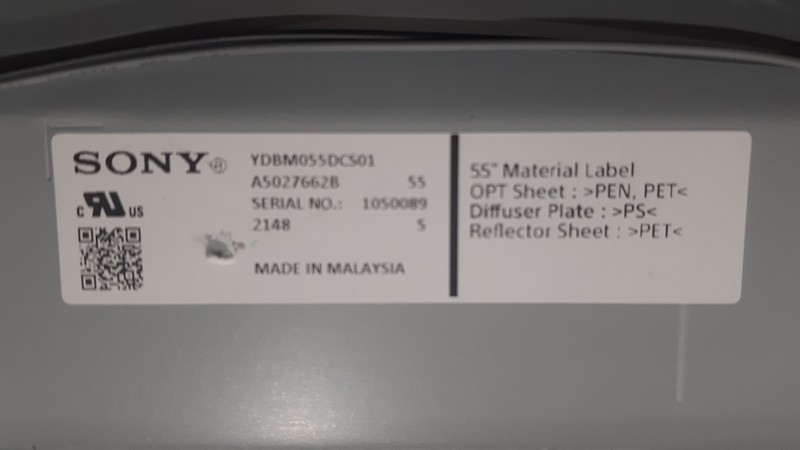 SONY®
c RU US
YDBM055DCS01
A5027662B 55
SERIAL NO.: 1050089
2148 S
MADE IN MALAYSIA
55" Material Label
OPT Sheet : >PEN, PET<
Diffuser Plate : >PS<
Reflector Sheet : >PET<